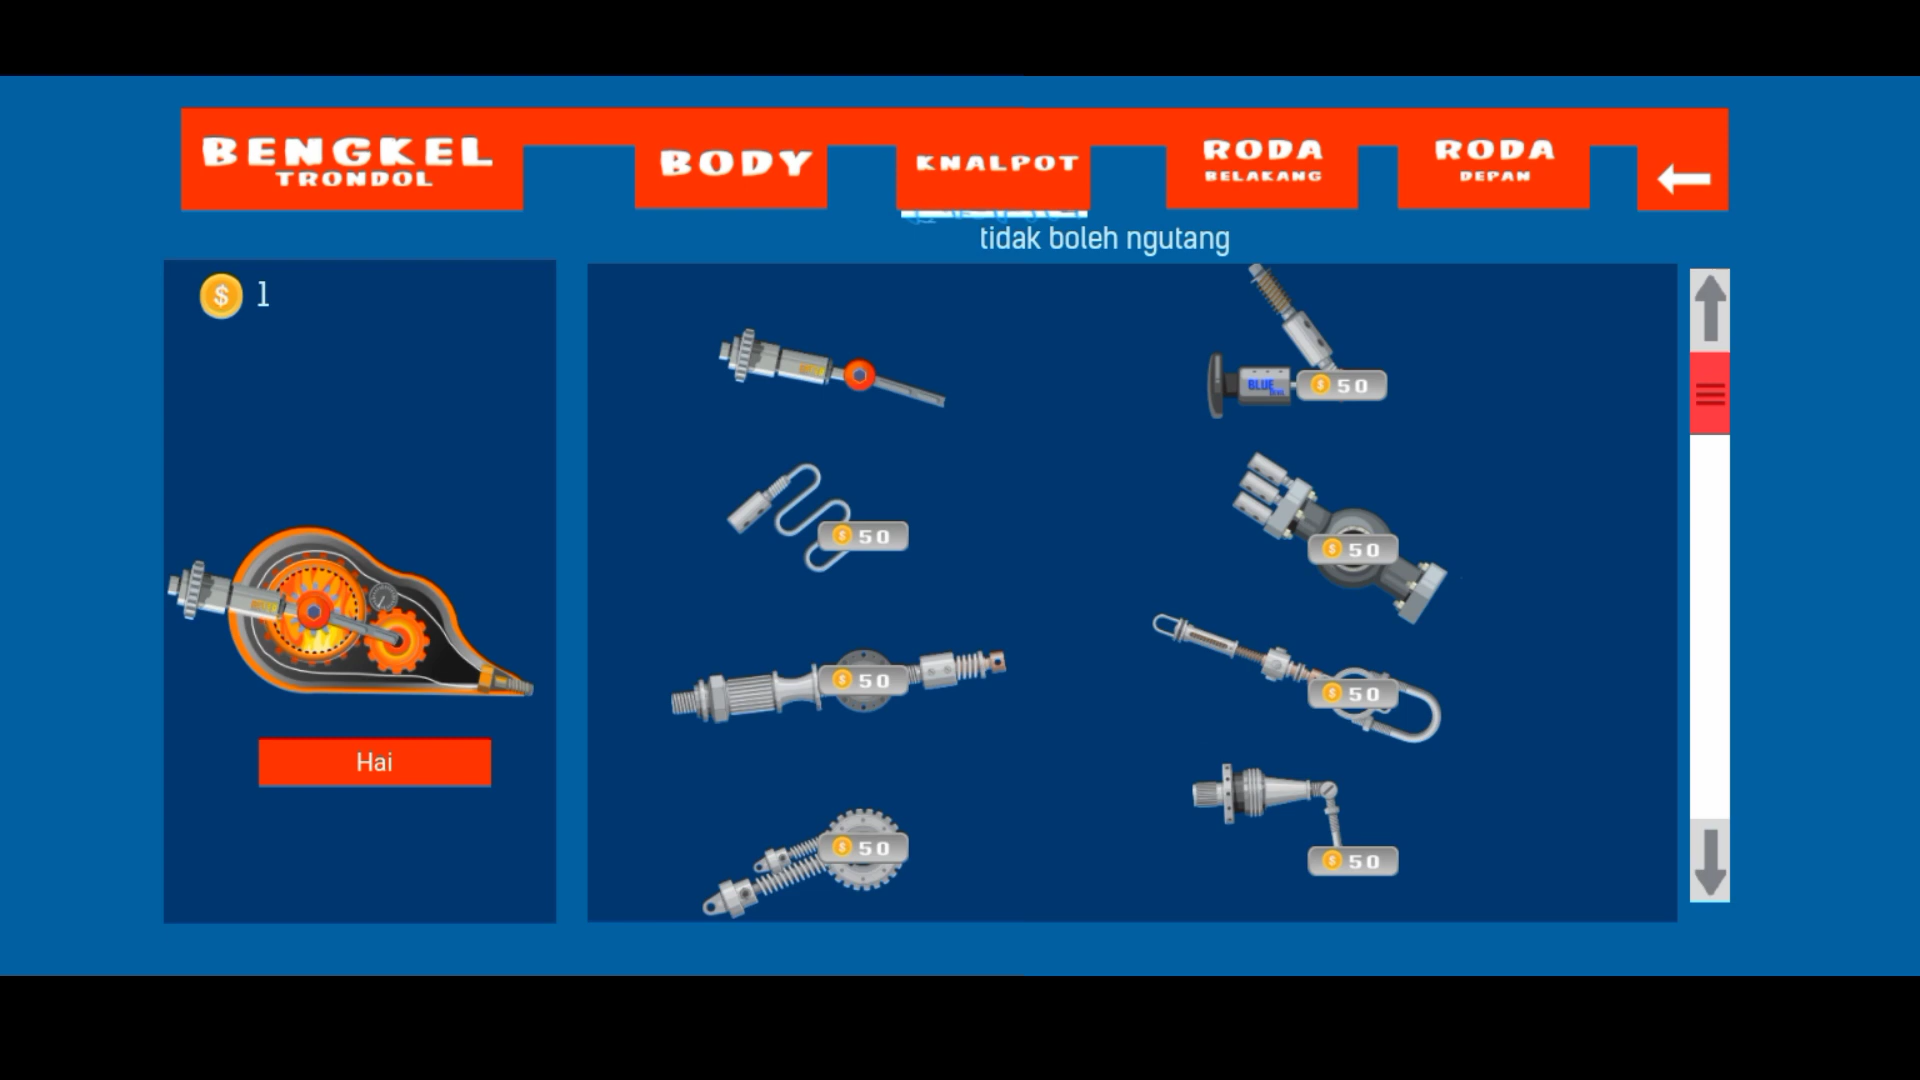 BENGKEL
TRONDOL
BODY
KNALPOT
RODA
BELAKANG
RODA
DEPAN
tidak boleh ngutang
1
BLUE
50
50
50
50
50
50
50
Hai